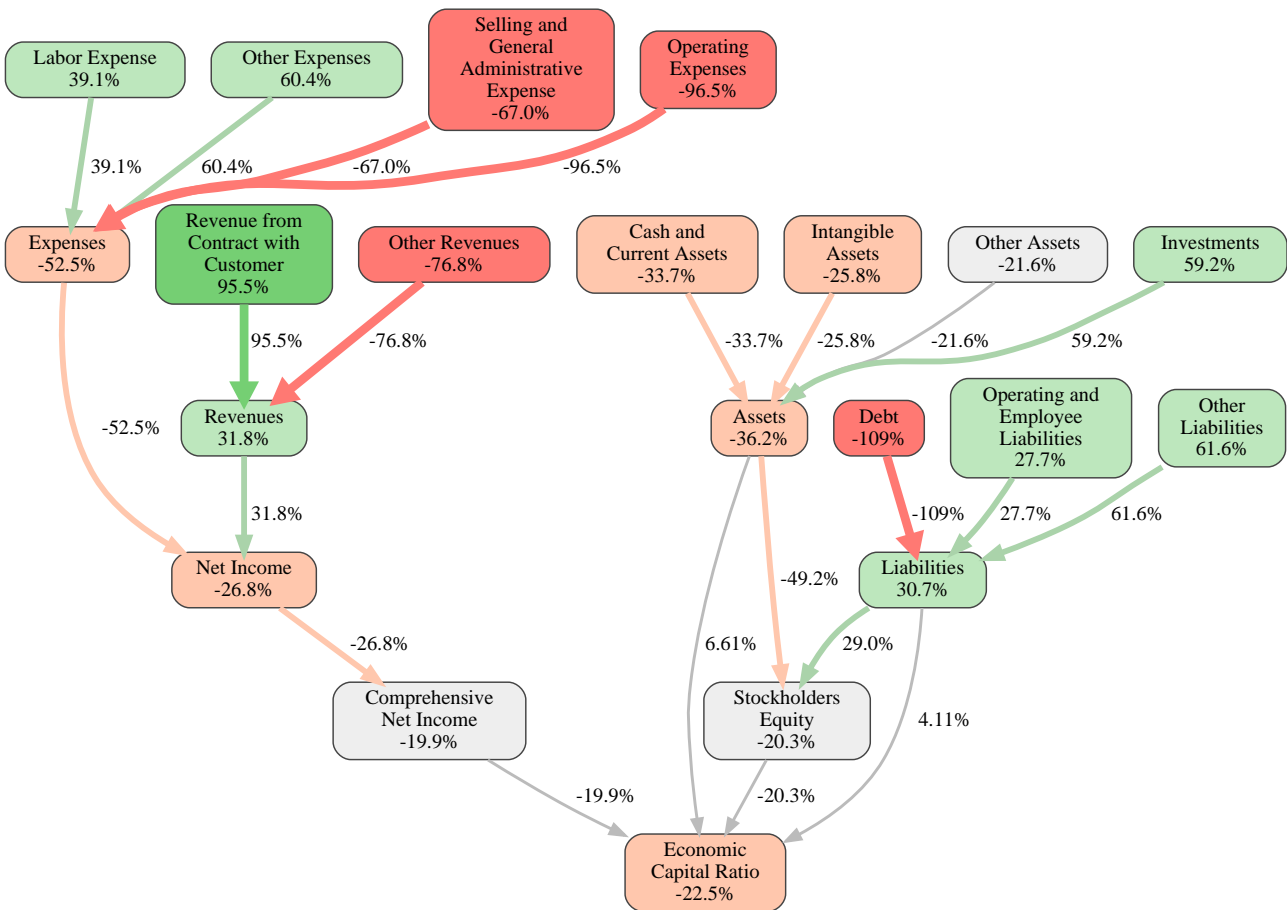 Labor Expense
39.1%
Other Expenses
60.4%
Selling and
General
Administrative
Expense
-67.0%
Operating
Expenses
-96.5%
39.1%
60.4%
-67.0%
-96.5%
Expenses
-52.5%
Revenue from
Contract with
Customer
95.5%
Other Revenues
-76.8%
Cash and
Current Assets
-33.7%
Intangible
Assets
-25.8%
Other Assets
-21.6%
Investments
59.2%
95.5%
-76.8%
-33.7%
-25.8%
-21.6%
59.2%
Revenues
31.8%
Assets
-36.2%
Debt
-109%
Operating and
Employee
Liabilities
27.7%
Other
Liabilities
61.6%
-52.5%
31.8%
-109%
27.7%
61.6%
Net Income
-26.8%
-49.2%
Liabilities
30.7%
-26.8%
6.61%
29.0%
4.11%
Comprehensive
Net Income
-19.9%
Stockholders
Equity
-20.3%
-19.9%
-20.3%
Economic
Capital Ratio
-22.5%